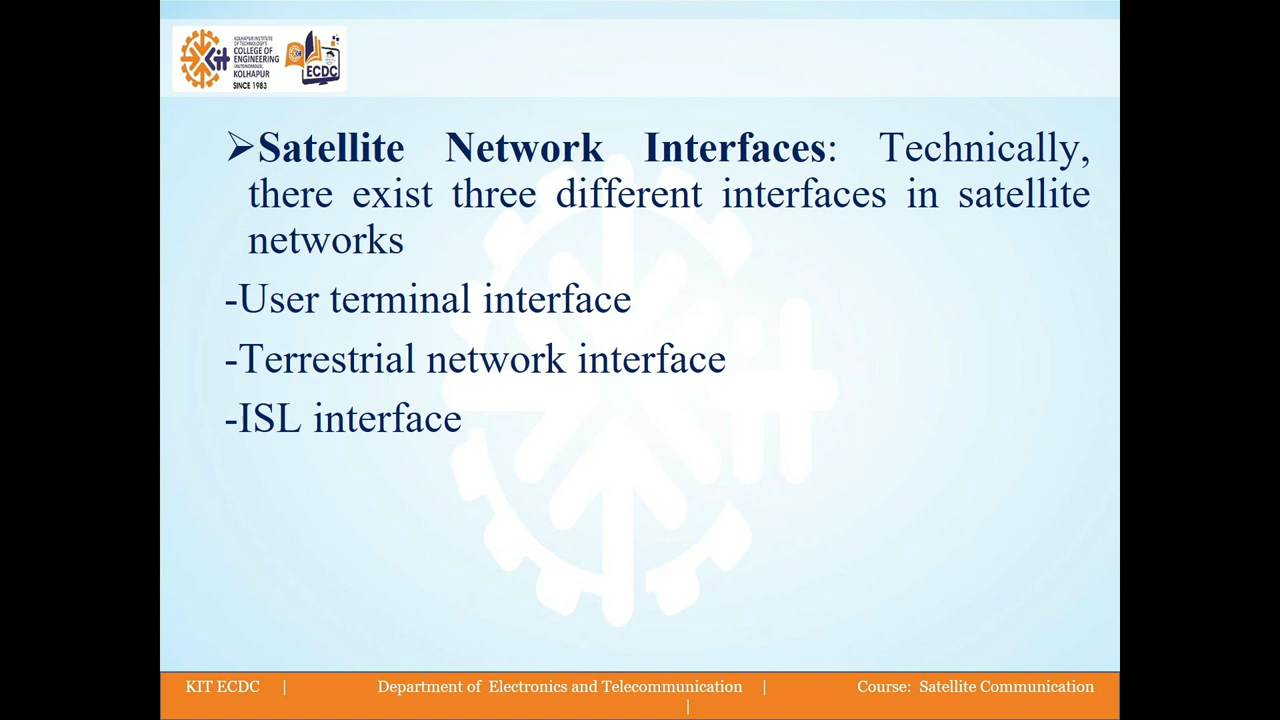 KOLHAPUR INSTITUTE
OF TECHNOLOGY'S
COLLEGE OF
ENGINEERING
(AUTONOMOUS)
KOLHAPUR
SINCE 1983
Kit
ECDC
➢Satellite Network Interfaces: Technically,
there exist three different interfaces in satellite
networks
-User terminal interface
-Terrestrial network interface
-ISL interface
KIT ECDC | Department of Electronics and Telecommunication | Course: Satellite Communication
|